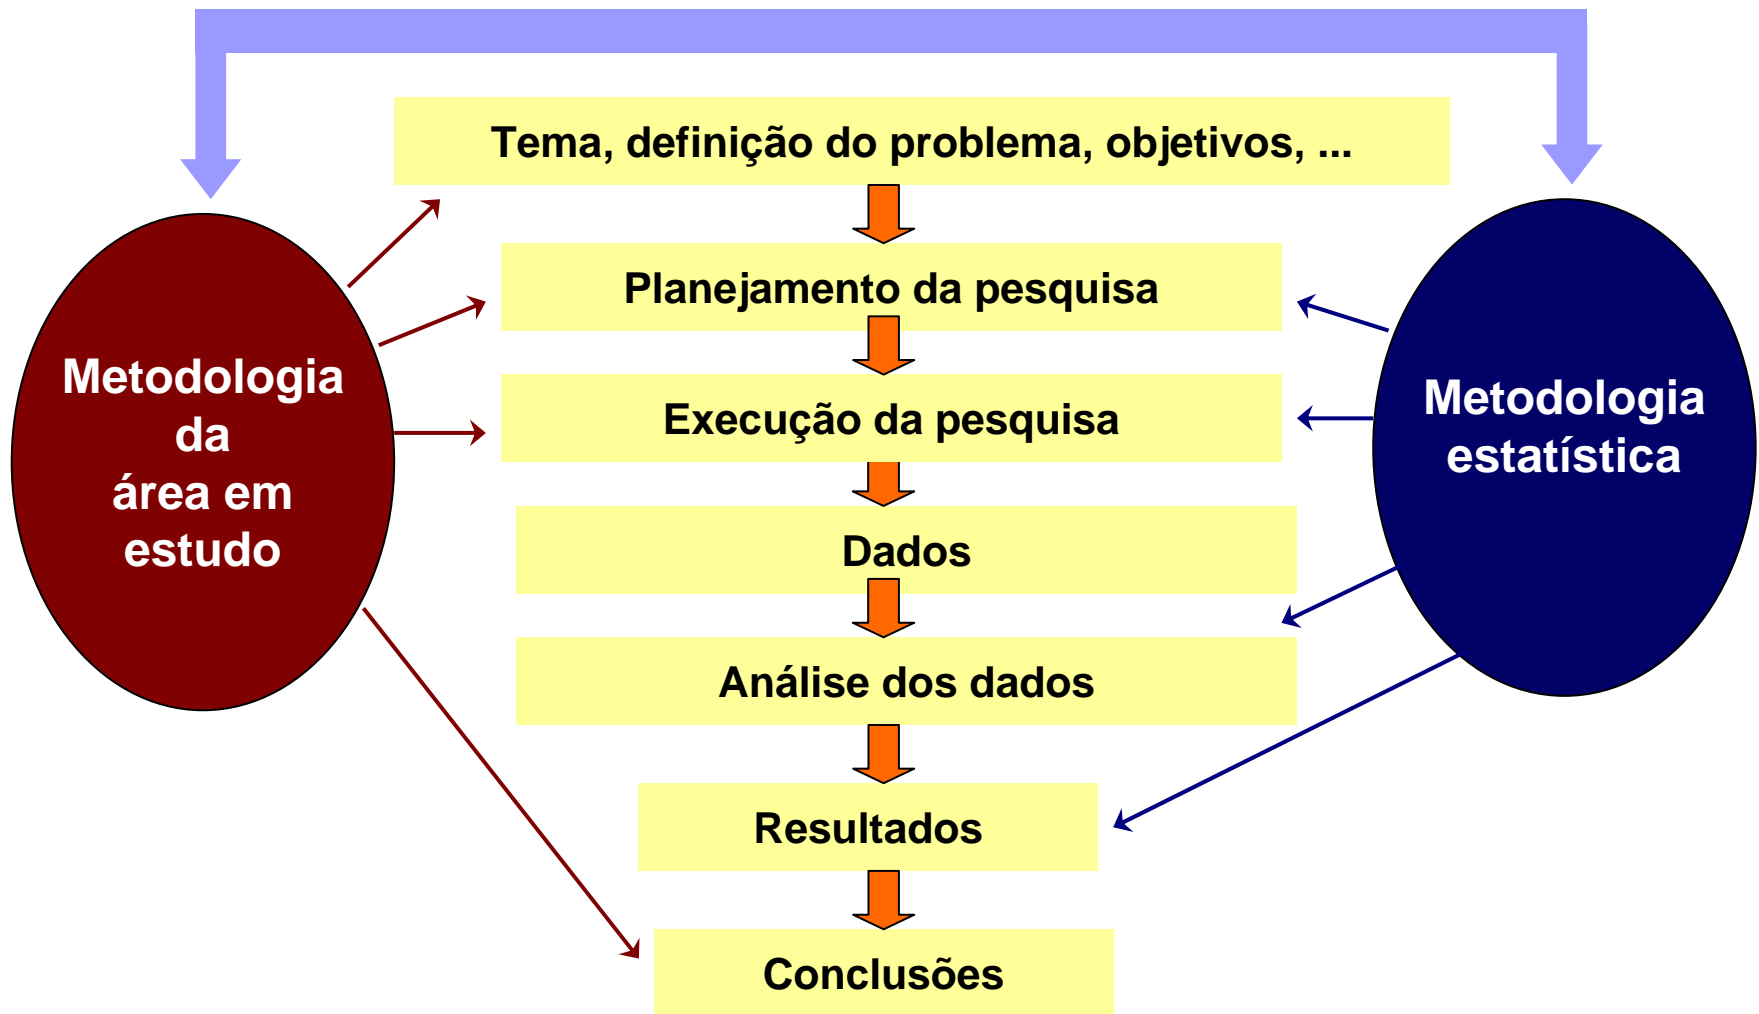 Tema, definição do problema, objetivos, ...
Planejamento da pesquisa
Execução da pesquisa
Dados
Análise dos dados
Resultados
Conclusões
Metodologia
da
área em
estudo
Metodologia
estatística